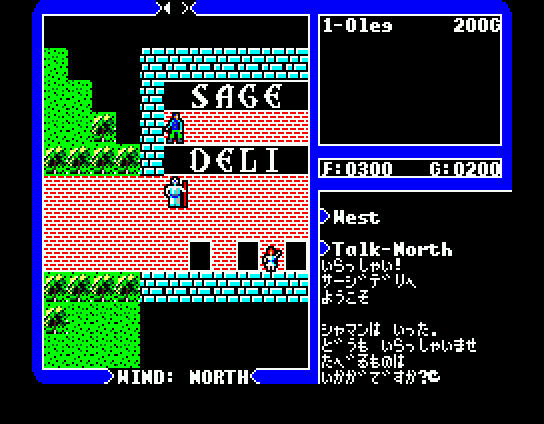 1-Oleg 200G
SAGE
DELI
F:0300 G:0200
West
Talk-North
いらっしゃい!
サージデリへ
ようこそ
シャマンは いった.
どうも いらっしゃいませ
たべるものは
いかがですか?
WIND: NORTH